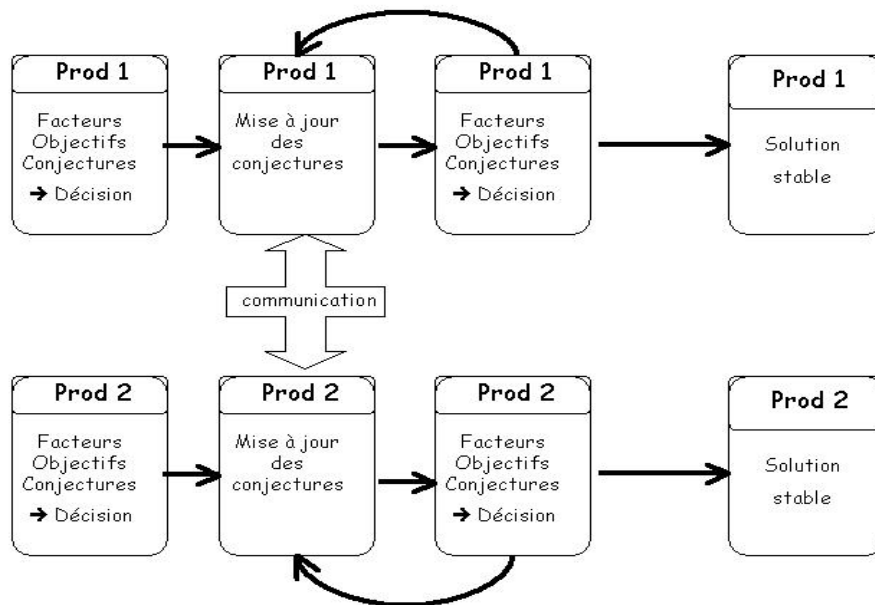 Prod 1
Facteurs
Objectifs
Conjectures
➔ Décision
Prod 1
Mise à jour
des
conjectures
Prod 1
Facteurs
Objectifs
Conjectures
➔ Décision
Prod 1
Solution
stable
communication
Prod 2
Facteurs
Objectifs
Conjectures
➔ Décision
Prod 2
Mise à jour
des
conjectures
Prod 2
Facteurs
Objectifs
Conjectures
➔ Décision
Prod 2
Solution
stable